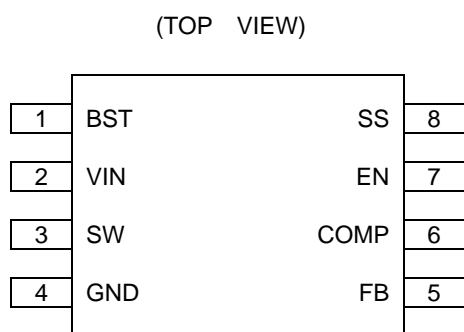 (TOP VIEW)
1 BST SS 8
2 VIN EN 7
3 SW COMP 6
4 GND FB 5